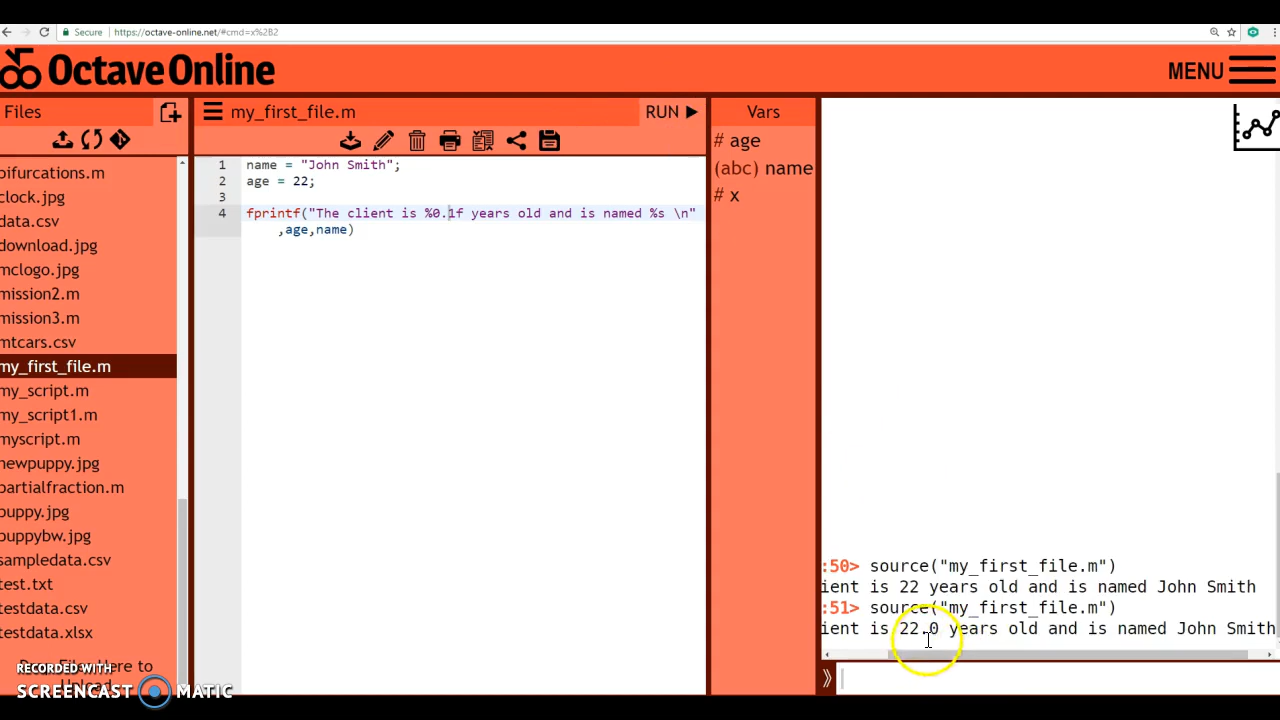 Secure https://octave-online.net/#cmd=x%2B2
Octave Online
MENU
Files
my_first_file.m
RUN
Vars
bifurcations.m
clock.jpg
data.csv
download.jpg
mclogo.jpg
mission2.m
mission3.m
mtcars.csv
my_first_file.m
my_script.m
my_script1.m
myscript.m
newpuppy.jpg
partialfraction.m
puppy.jpg
puppybw.jpg
sampledata.csv
test.txt
testdata.csv
testdata.xlsx
Here to
1 name = "John Smith";
2 age = 22;
3
4 fprintf("The client is %0.1f years old and is named %s \n"
,age,name)
# age
(abc) name
# x
:50> source("my_first_file.m")
ient is 22 years old and is named John Smith
:51> source("my_first_file.m")
ient is 22.0 years old and is named John Smith
RECORDED WITH
SCREENCAST MATIC